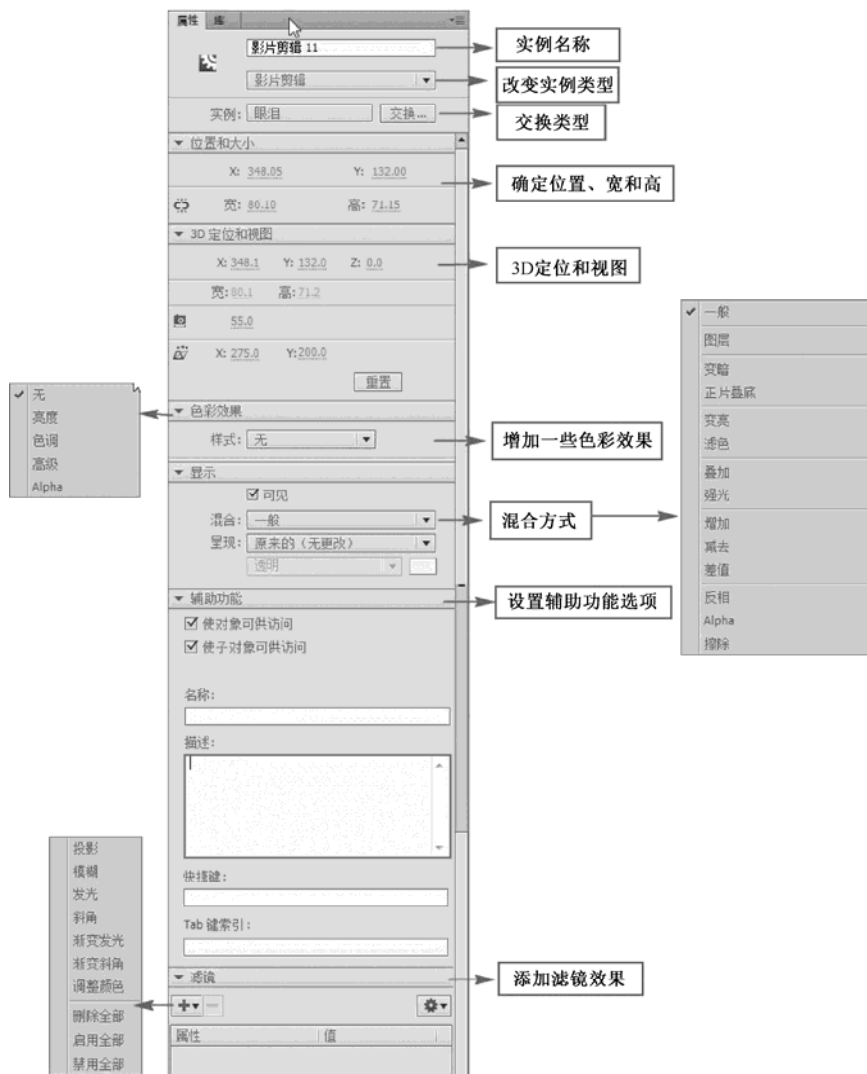 属性 库
影片剪辑 11
实例名称
影片剪辑
改变实例类型
实例: 眼泪 交换...
交换类型
位置和大小
X: 348.05 Y: 132.00
确定位置、宽和高
宽: 80.10 高: 71.15
3D 定位和视图
X: 348.1 Y: 132.0 Z: 0.0
3D定位和视图
宽: 80.1 高: 71.2
55.0
X: 275.0 Y: 200.0
重置
色彩效果
样式: 无
增加一些色彩效果
无
亮度
色调
高级
Alpha
显示
可见
混合: 一般
混合方式
呈现: 原来的（无更改）
透明
一般
图层
变暗
正片叠底
变亮
滤色
叠加
强光
增加
减去
差值
反相
Alpha
擦除
辅助功能
设置辅助功能选项
使对象可供访问
使子对象可供访问
名称:
描述:
快捷键:
Tab 键索引:
滤镜
添加滤镜效果
属性 值
投影
模糊
发光
斜角
渐变发光
渐变斜角
调整颜色
删除全部
启用全部
禁用全部